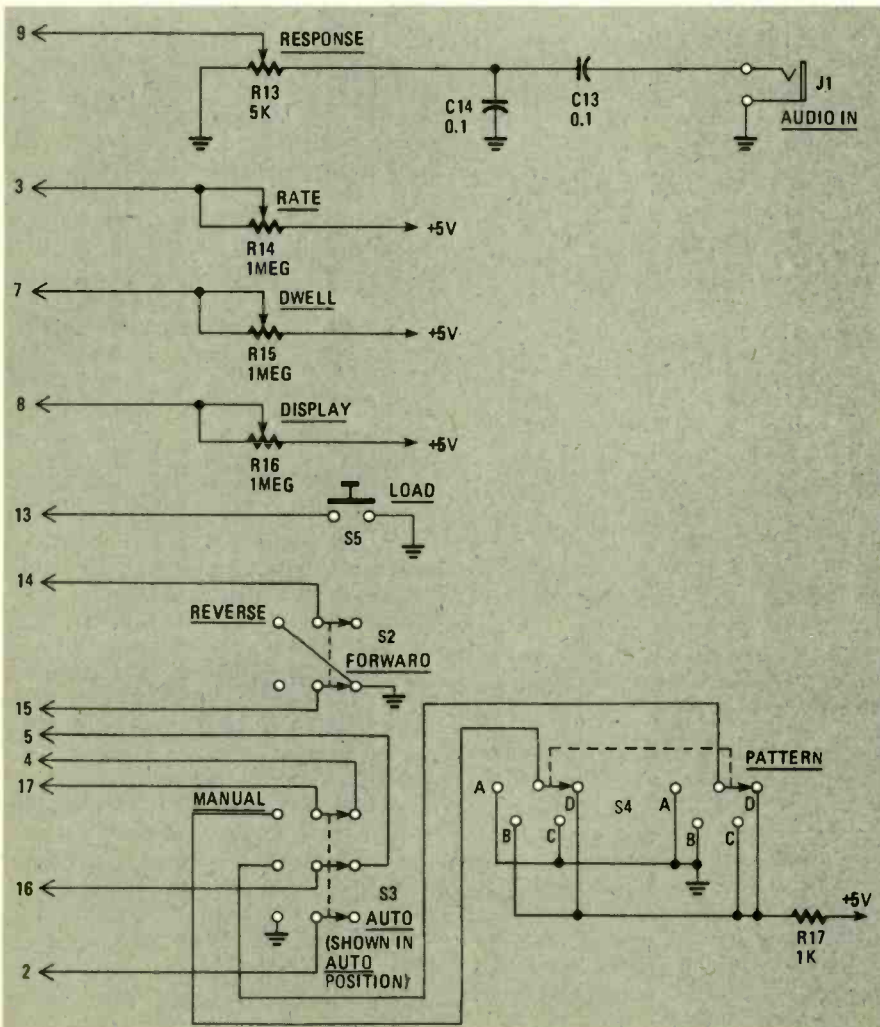 9
RESPONSE
R13
5K
C14
0.1
C13
0.1
J1
AUDIO IN
3
RATE
+5V
R14
1MEG
7
DWELL
+5V
R15
1MEG
8
DISPLAY
+5V
R16
1MEG
LOAD
13
S5
14
REVERSE
S2
FORWARD
15
5
4
17
MANUAL
PATTERN
A
D
S4
A
D
B
C
B
C
16
S3
AUTO
(SHOWN IN
AUTO
POSITION)
2
+5V
R17
1K